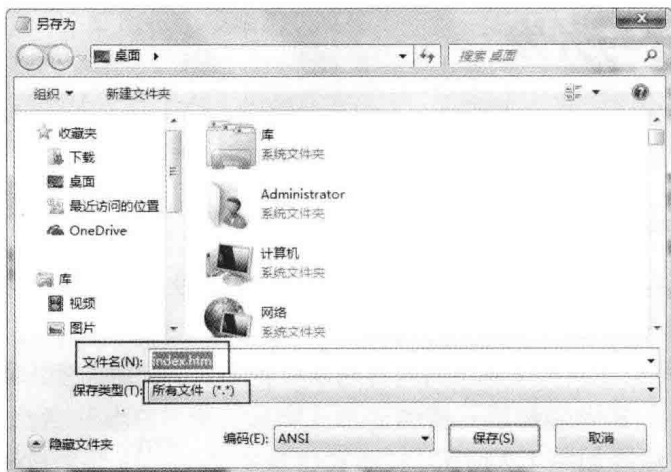 另存为
桌面
搜索 桌面
组织 新建文件夹
收藏夹
下载
桌面
最近访问的位置
OneDrive
库
视频
图片
库
系统文件夹
Administrator
系统文件夹
计算机
系统文件夹
网络
系统文件夹
文件名(N): index.htm
保存类型(T): 所有文件 (*.*)
隐藏文件夹
编码(E): ANSI
保存(S)
取消